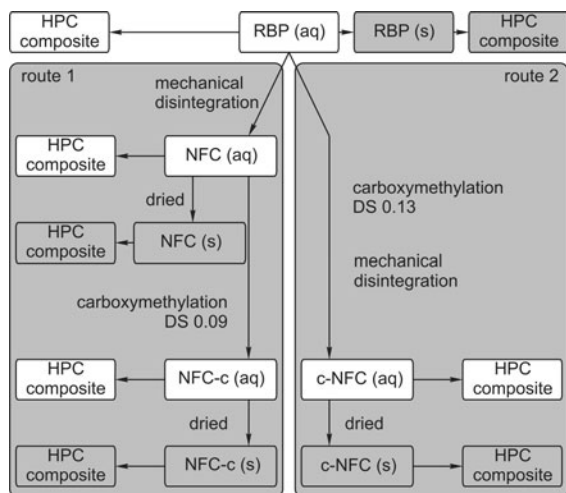 HPC
composite
RBP (aq)
RBP (s)
HPC
composite
route 1
route 2
mechanical
disintegration
HPC
composite
NFC (aq)
dried
HPC
composite
NFC (s)
carboxymethylation
DS 0.13
mechanical
disintegration
carboxymethylation
DS 0.09
HPC
composite
NFC-c (aq)
c-NFC (aq)
HPC
composite
dried
dried
HPC
composite
NFC-c (s)
c-NFC (s)
HPC
composite